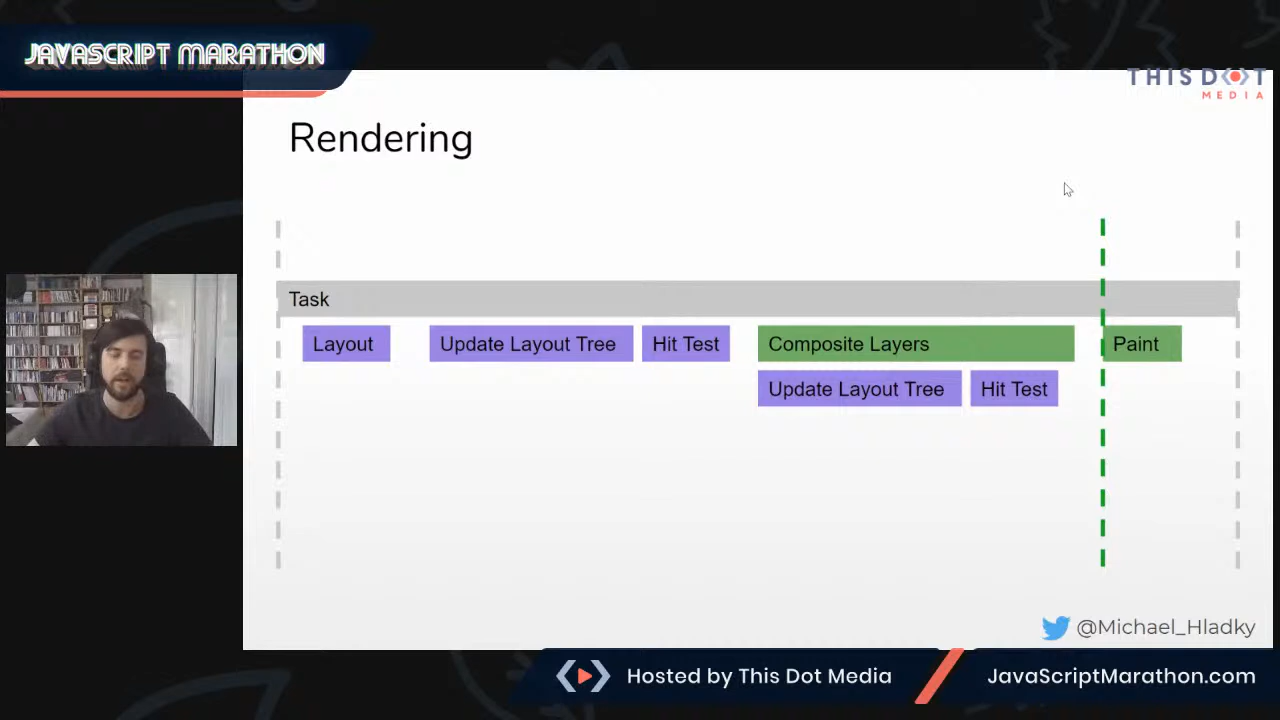 JAVASCRIPT MARATHON
THIS DOT
MEDIA
Rendering
Task
Layout
Update Layout Tree
Hit Test
Composite Layers
Paint
Update Layout Tree
Hit Test
@Michael_Hladky
Hosted by This Dot Media
JavaScriptMarathon.com